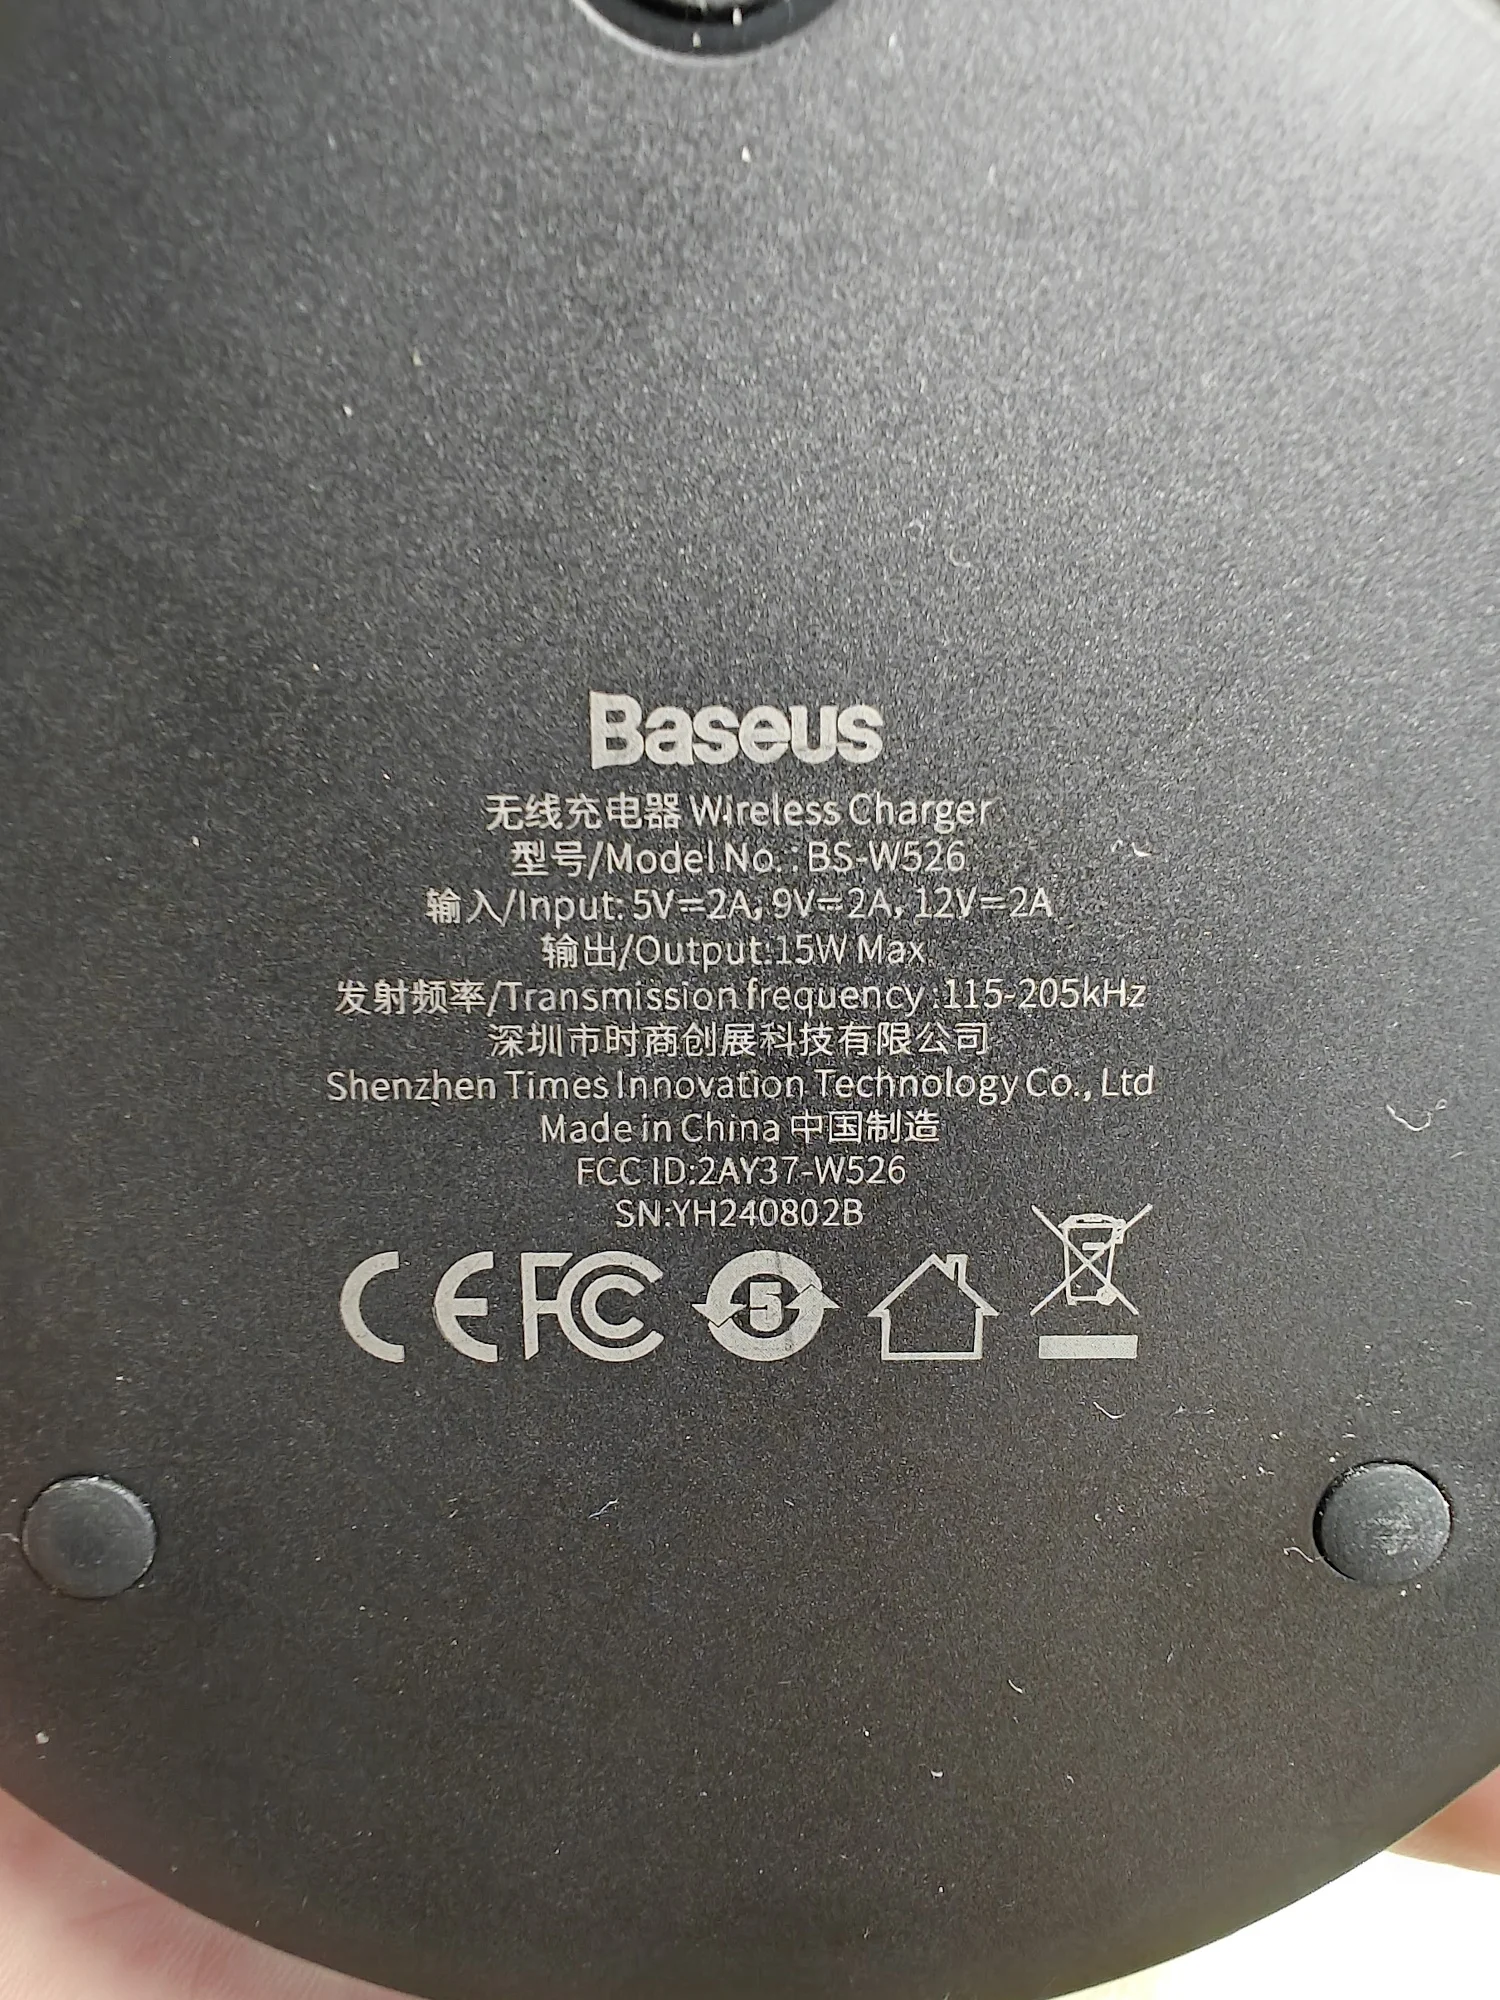 Baseus
无线充电器 Wireless Charger
型号/Model No.: BS-W526
输入/Input: 5V=2A, 9V=2A, 12V=2A
输出/Output:15W Max
发射频率/Transmission frequency:115-205kHz
深圳市时商创展科技有限公司
Shenzhen Times Innovation Technology Co., Ltd
Made in China 中国制造
FCC ID:2AY37-W526
SN:YH240802B
CE FC 5